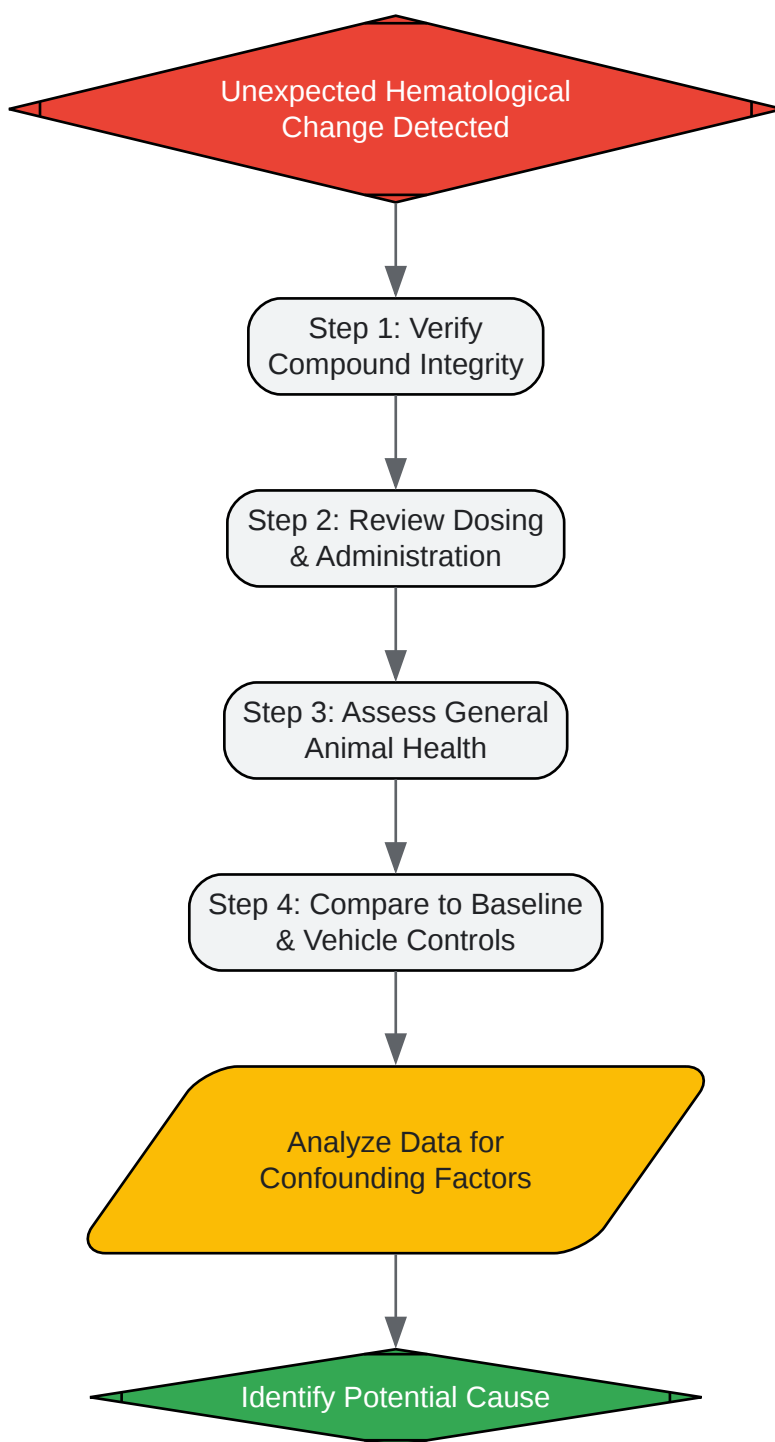 Unexpected Hematological
Change Detected
Step 1: Verify
Compound Integrity
Step 2: Review Dosing
& Administration
Step 3: Assess General
Animal Health
Step 4: Compare to Baseline
& Vehicle Controls
Analyze Data for
Confounding Factors
Identify Potential Cause